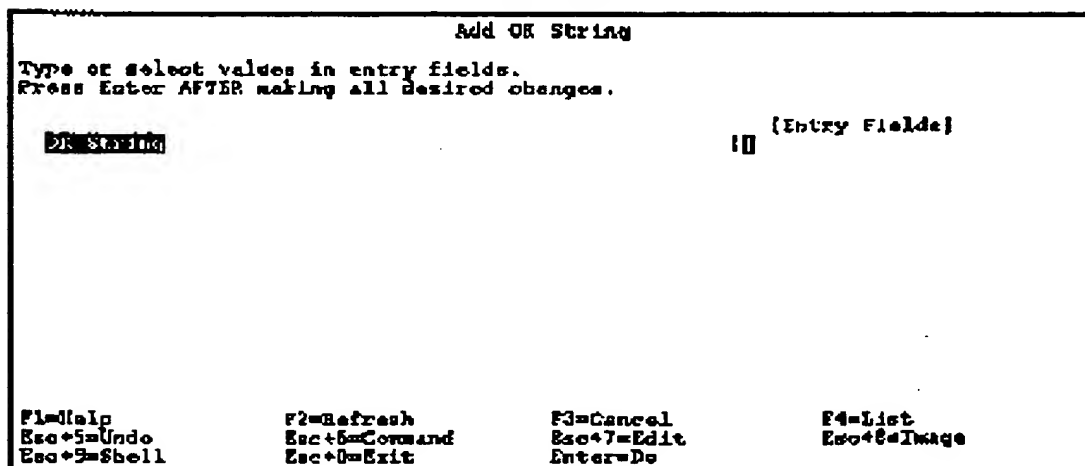 Add OK String
Type or select values in entry fields.
Press Enter AFTER making all desired changes.
[Entry Fields]
OK String []
F1=Help F2=Refresh F3=Cancel F4=List
Esc+5=Undo Esc+6=Command Esc+7=Edit Esc+8=Image
Esc+9=Shell Esc+0=Exit Enter=Do